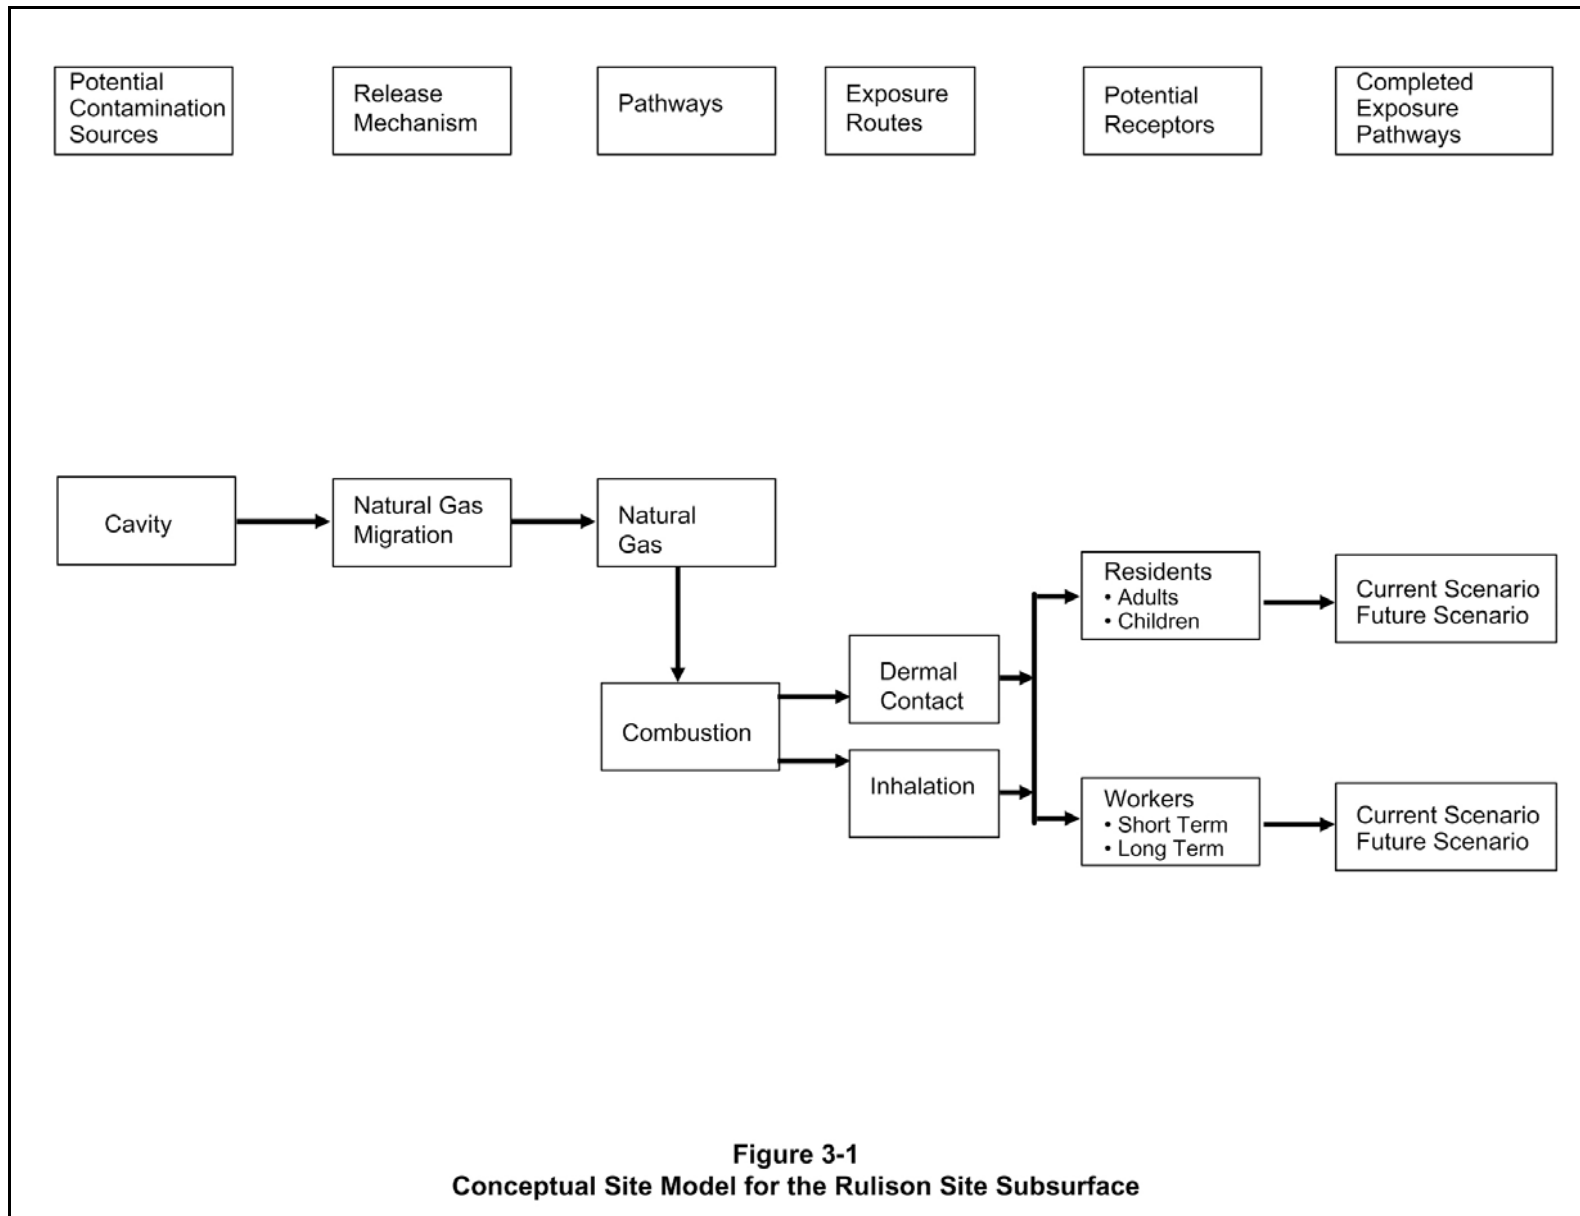 Potential
Contamination
Sources
Release
Mechanism
Pathways
Exposure
Routes
Potential
Receptors
Completed
Exposure
Pathways
Cavity
Natural Gas
Migration
Natural
Gas
Combustion
Dermal
Contact
Inhalation
Residents
• Adults
• Children
Current Scenario
Future Scenario
Workers
• Short Term
• Long Term
Current Scenario
Future Scenario
Figure 3-1
Conceptual Site Model for the Rulison Site Subsurface